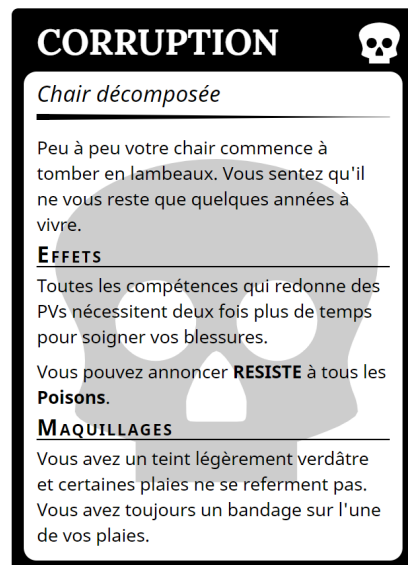 CORRUPTION
Chair décomposée
Peu à peu votre chair commence à
tomber en lambeaux. Vous sentez qu'il
ne vous reste que quelques années à
vivre.
EFFETS
Toutes les compétences qui redonne des
PVs nécessitent deux fois plus de temps
pour soigner vos blessures.
Vous pouvez annoncer RESISTE à tous les
Poisons.
MAQUILLAGES
Vous avez un teint légèrement verdâtre
et certaines plaies ne se referment pas.
Vous avez toujours un bandage sur l'une
de vos plaies.